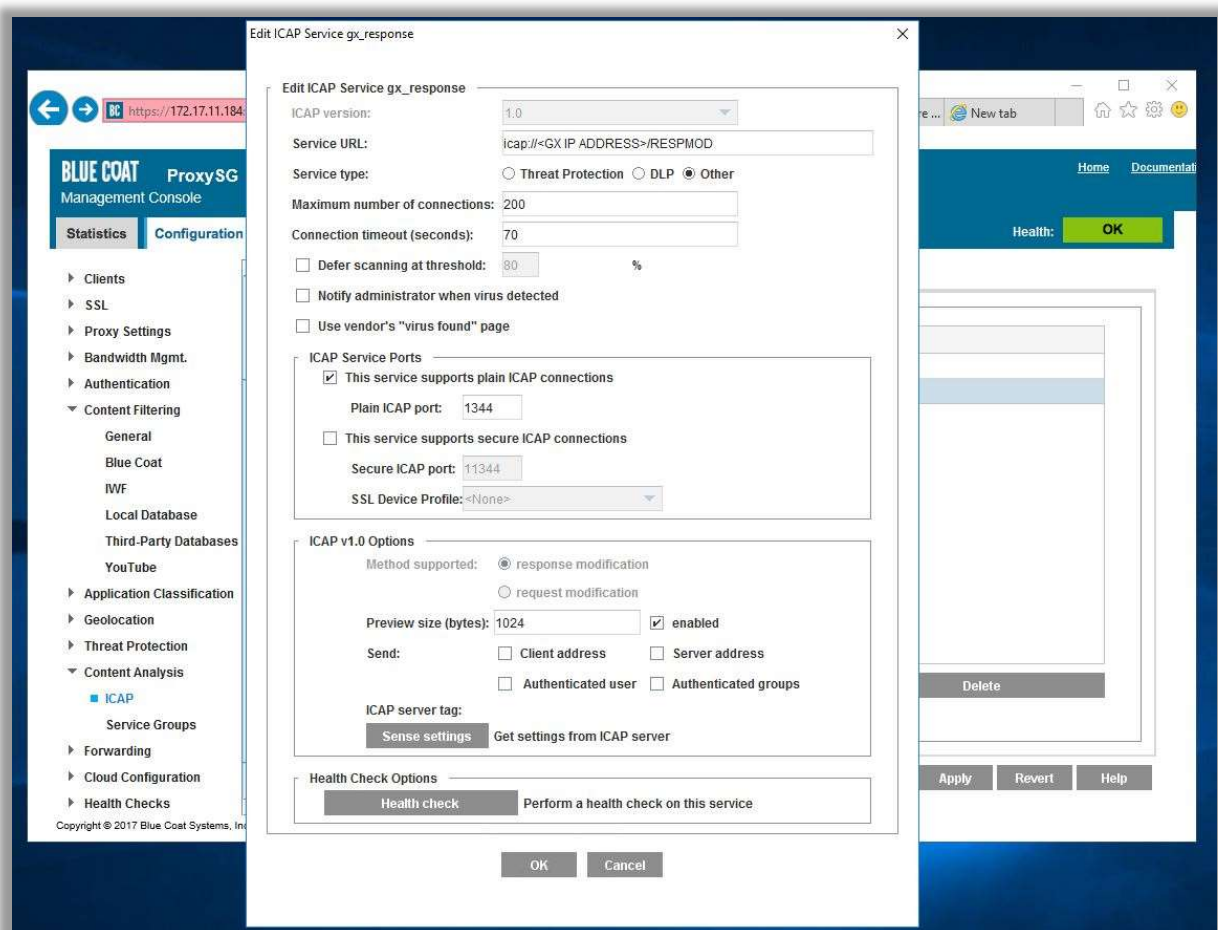 Edit ICAP Service gx_response
Edit ICAP Service gx_response
ICAP version: 1.0
Service URL: icap://<GX IP ADDRESS>/RESPMOD
Service type: Threat Protection DLP Other
Maximum number of connections: 200
Connection timeout (seconds): 70
Defer scanning at threshold: 80 %
Notify administrator when virus detected
Use vendor's "virus found" page
ICAP Service Ports
This service supports plain ICAP connections
Plain ICAP port: 1344
This service supports secure ICAP connections
Secure ICAP port: 11344
SSL Device Profile: <None>
ICAP v1.0 Options
Method supported: response modification
request modification
Preview size (bytes): 1024 enabled
Send: Client address Server address
Authenticated user Authenticated groups
ICAP server tag:
Sense settings Get settings from ICAP server
Health Check Options
Health check Perform a health check on this service
OK Cancel
BC https://172.17.11.184:
New tab
BLUE COAT ProxySG
Management Console
Home Documentati
Statistics Configuration
Health: OK
Clients
SSL
Proxy Settings
Bandwidth Mgmt.
Authentication
Content Filtering
General
Blue Coat
IWF
Local Database
Third-Party Databases
YouTube
Application Classification
Geolocation
Threat Protection
Content Analysis
ICAP
Service Groups
Forwarding
Cloud Configuration
Health Checks
Delete
Apply Revert Help
Copyright © 2017 Blue Coat Systems, In